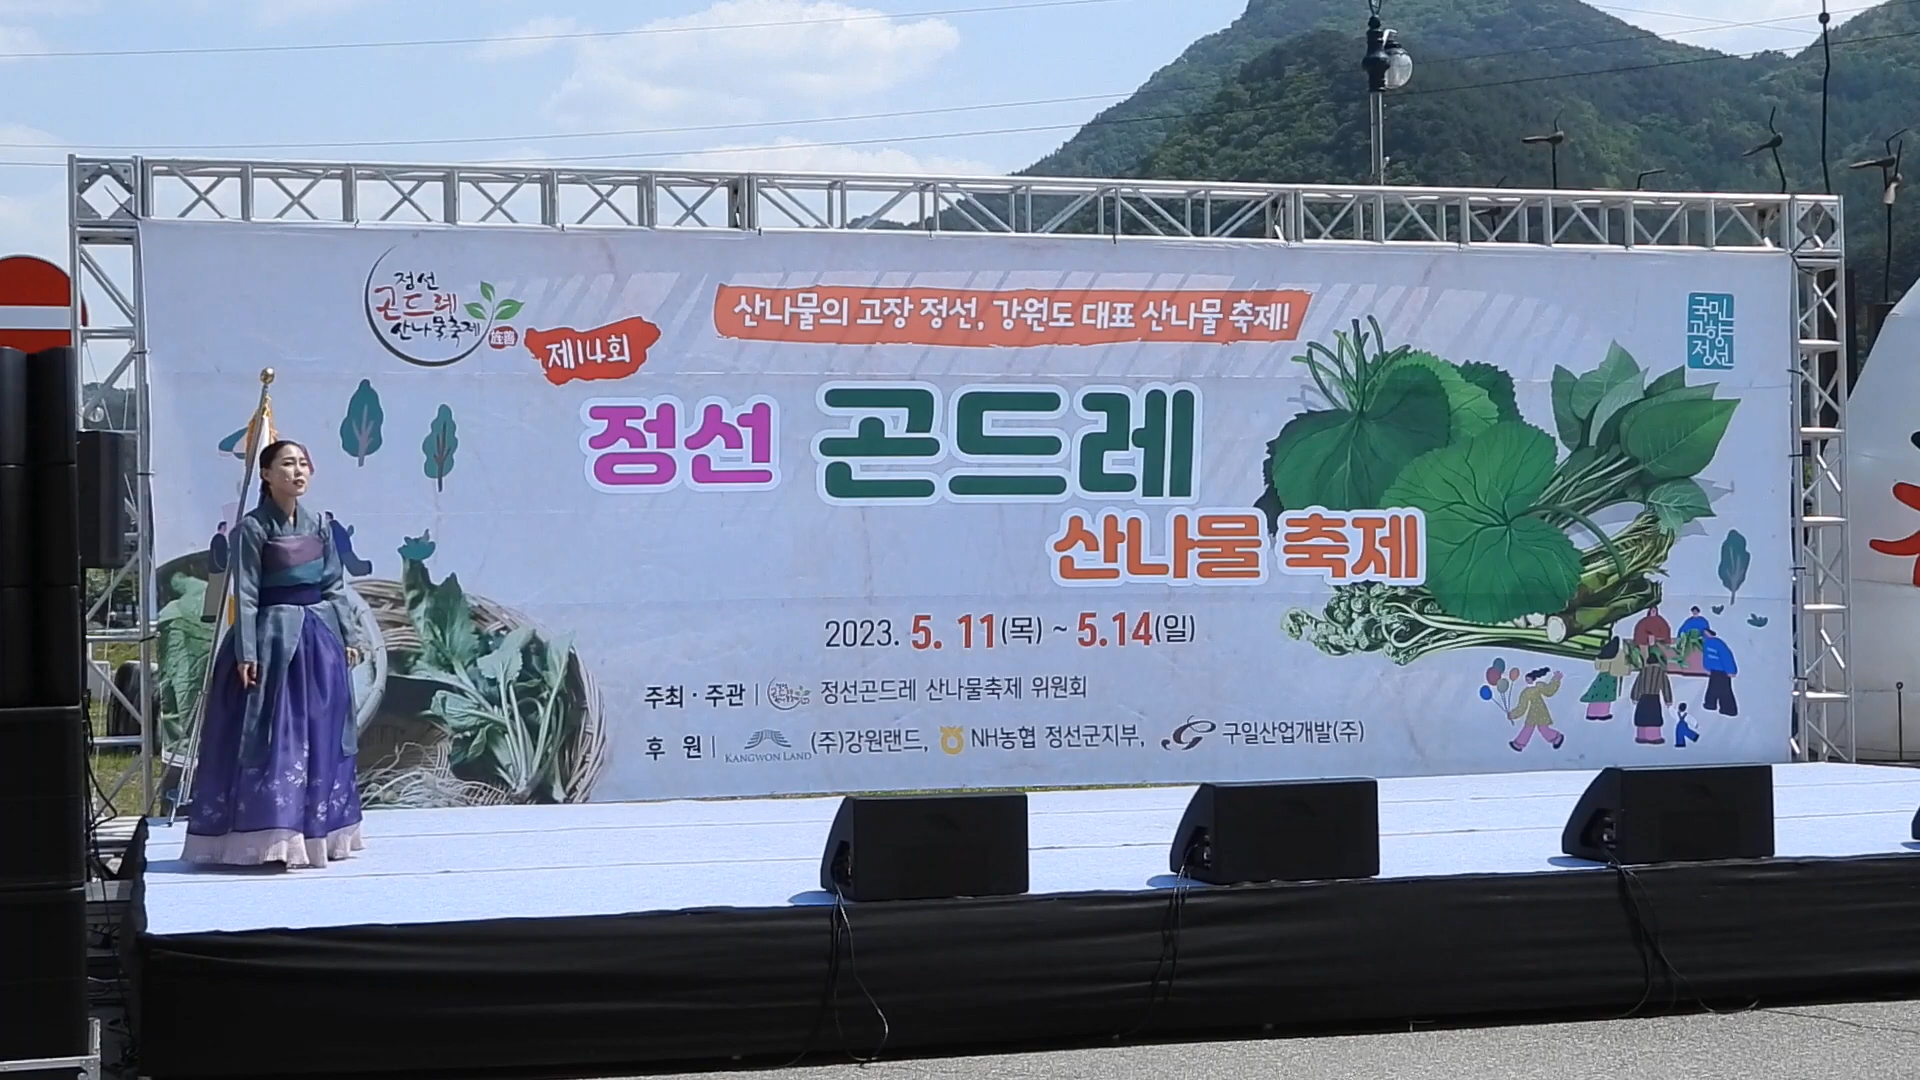 정선
곤드레
산나물축제
제14회
산나물의 고장 정선, 강원도 대표 산나물 축제!
국민
고향
정선
정선 곤드레
산나물 축제
2023. 5. 11(목) ~ 5.14(일)
주최 · 주관 | 정선곤드레 산나물축제 위원회
후 원 | KANGWON LAND (주)강원랜드, NH농협 정선군지부, 구일산업개발(주)